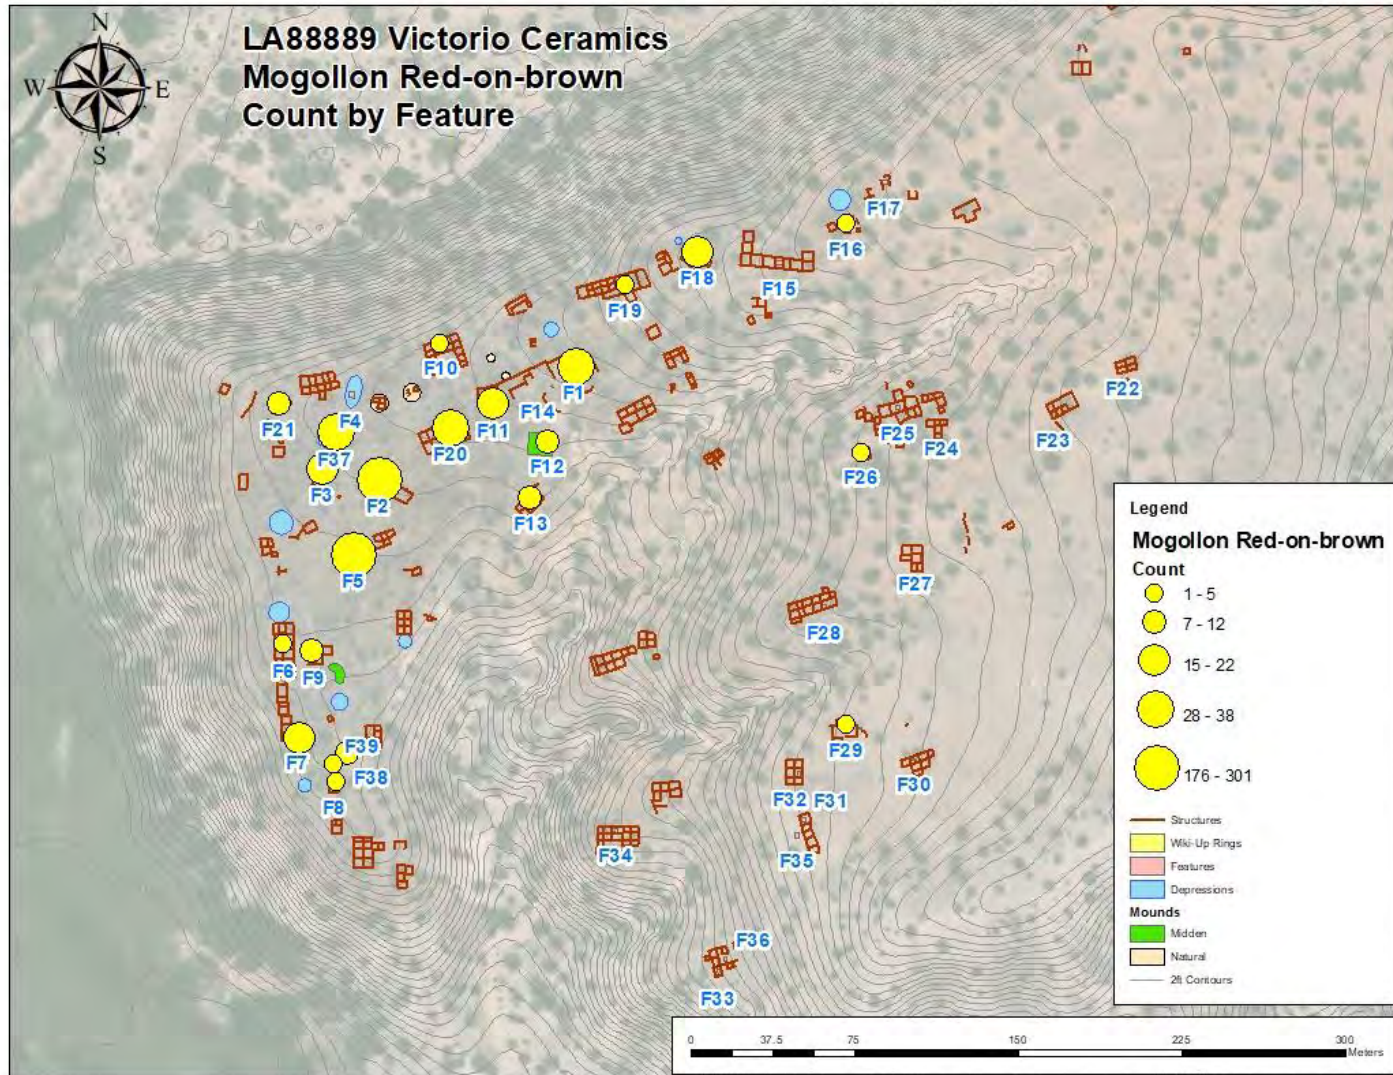 LA88889 Victorio Ceramics
Mogollon Red-on-brown
Count by Feature
N
W
E
S
F17
F16
F18
F15
F19
F10
F1
F22
F4
F14
F21
F11
F23
F25
F24
F37
F20
F12
F26
F3
F2
F13
F5
F27
F28
F6
F9
F39
F7
F38
F29
F30
F8
F32
F31
F34
F35
F36
F33
Legend
Mogollon Red-on-brown
Count
1 - 5
7 - 12
15 - 22
28 - 38
176 - 301
Structures
Wiki-Up Rings
Features
Depressions
Mounds
Midden
Natural
2ft Contours
0 37.5 75 150 225 300
Meters